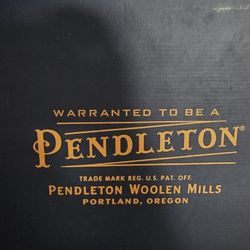 WARRANTED TO BE A
PENDLETON®
TRADE MARK REG. U.S. PAT. OFF.
PENDLETON WOOLEN MILLS
PORTLAND, OREGON